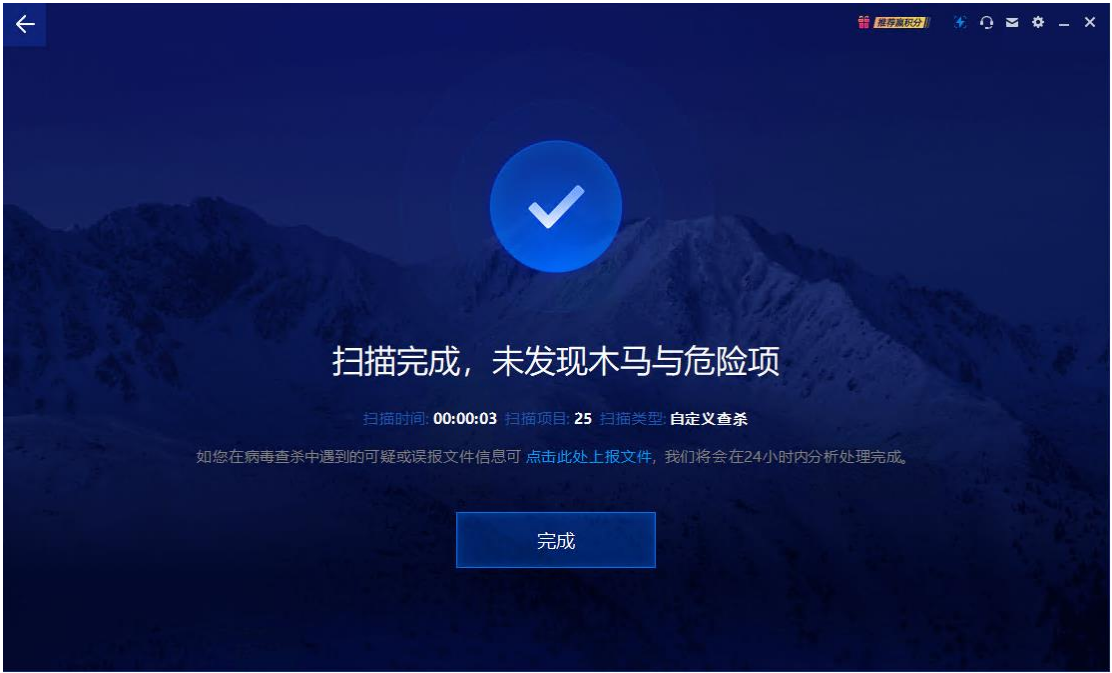 推荐赢积分
扫描完成，未发现木马与危险项
扫描时间: 00:00:03 扫描项目: 25 扫描类型: 自定义查杀
如您在病毒查杀中遇到的可疑或误报文件信息可 点击此处上报文件，我们将会在24小时内分析处理完成。
完成